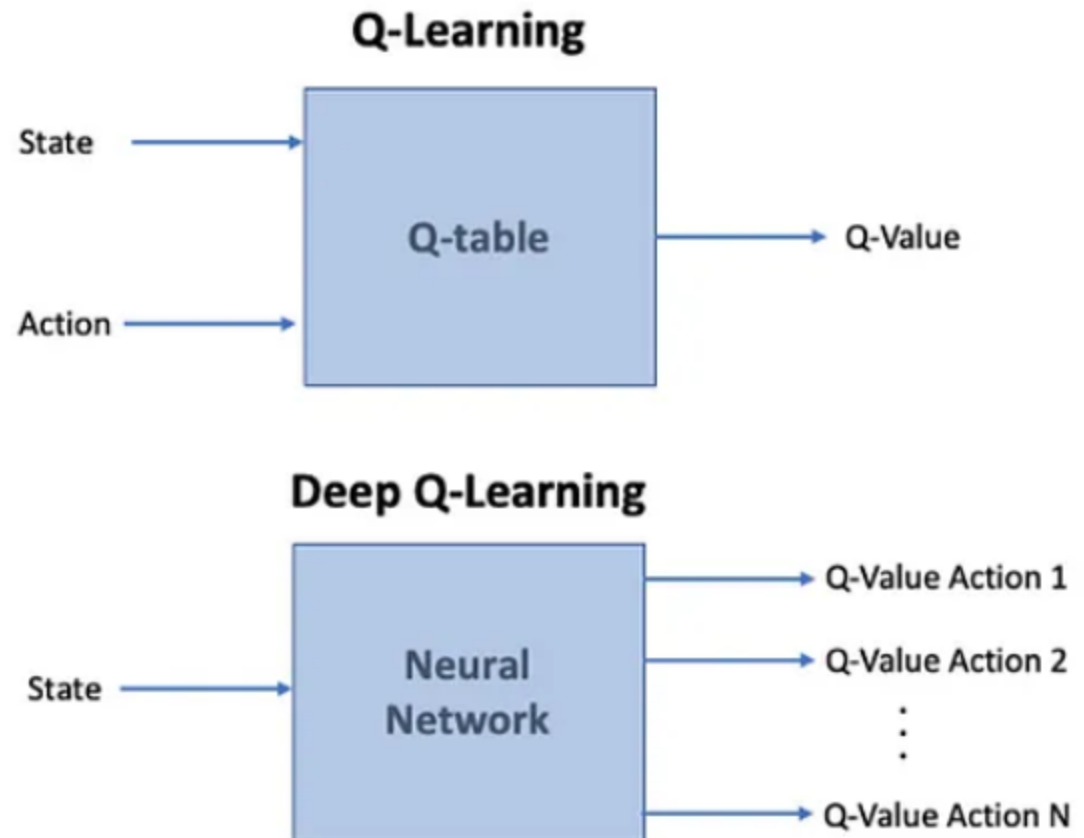 Q-Learning
State
Q-table
Q-Value
Action
Deep Q-Learning
Q-Value Action 1
Neural
Network
Q-Value Action 2
State
.
.
.
Q-Value Action N